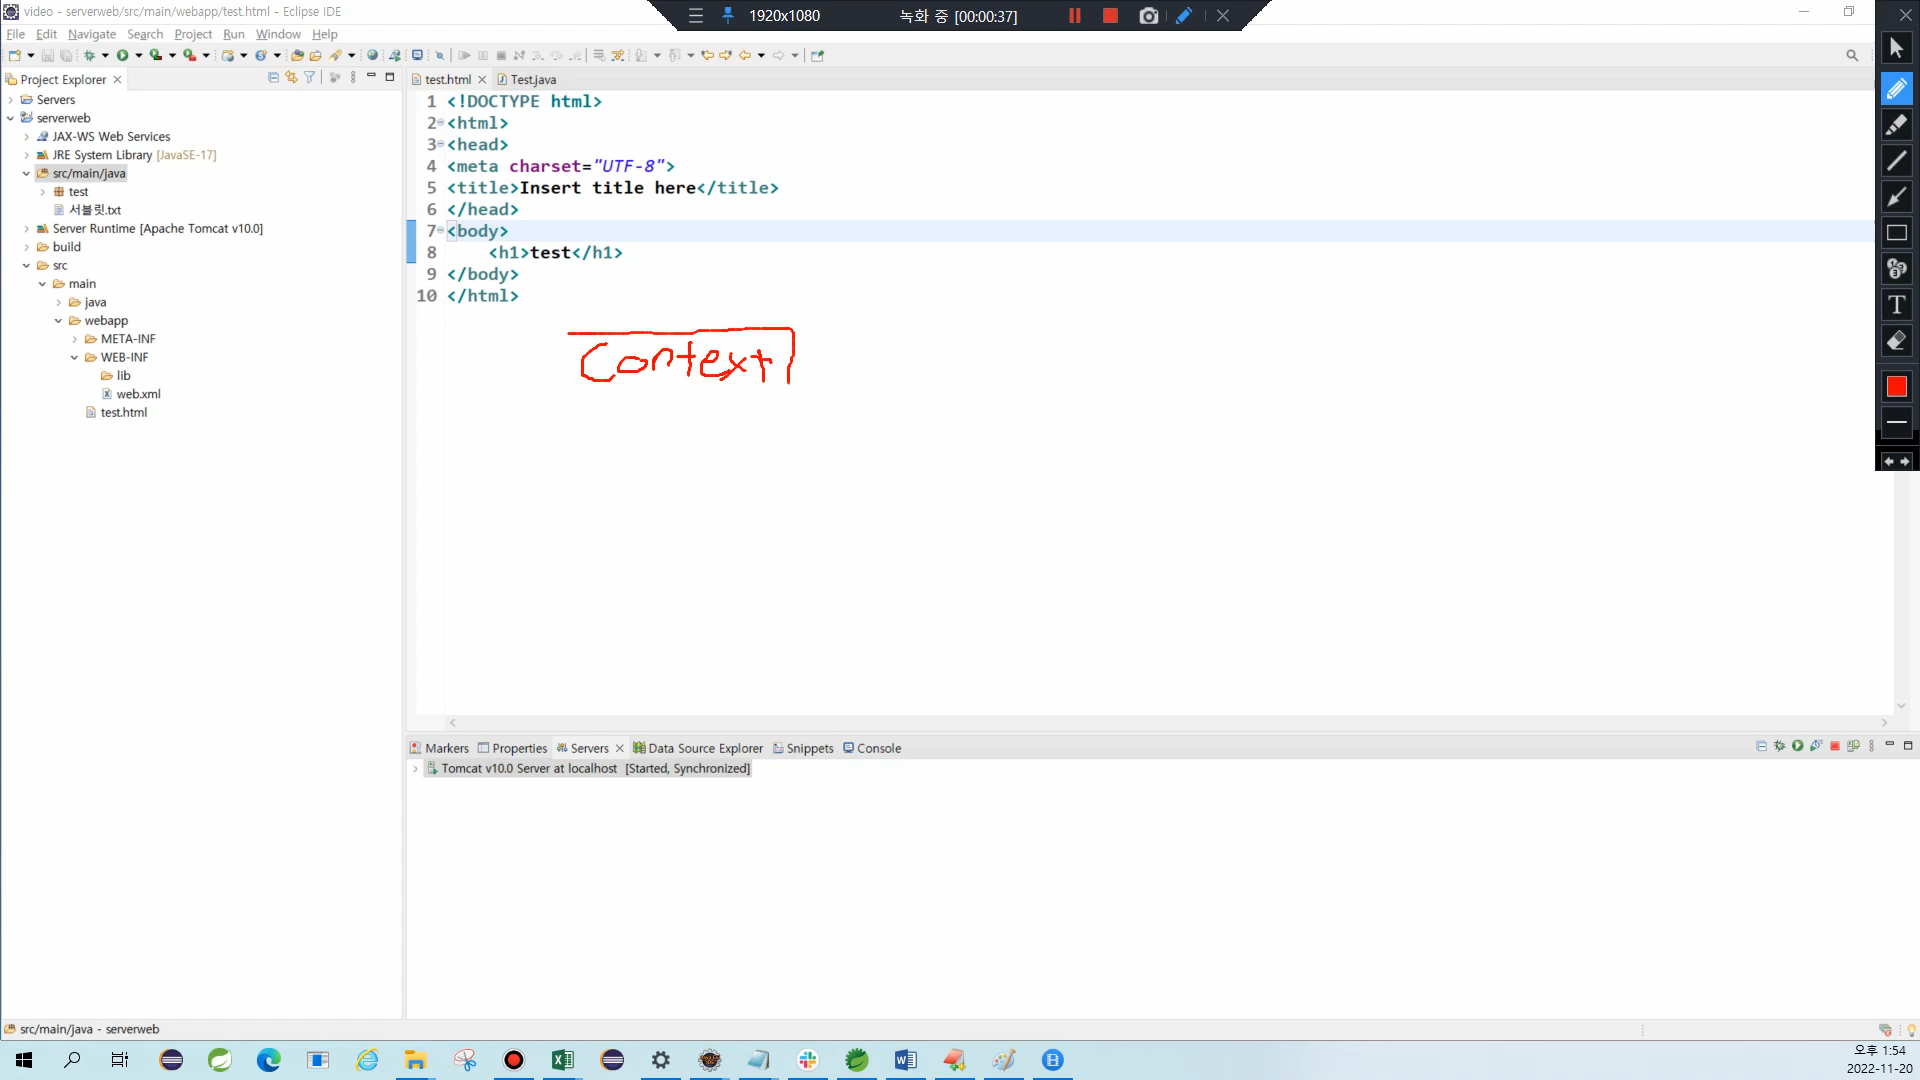 video - serverweb/src/main/webapp/test.html - Eclipse IDE
1920x1080
녹화 중 [00:00:37]
File Edit Navigate Search Project Run Window Help
Project Explorer
test.html
Test.java
Servers
serverweb
JAX-WS Web Services
JRE System Library [JavaSE-17]
src/main/java
test
서블릿.txt
Server Runtime [Apache Tomcat v10.0]
build
src
main
java
webapp
META-INF
WEB-INF
lib
web.xml
test.html
1 <!DOCTYPE html>
2 <html>
3 <head>
4 <meta charset="UTF-8">
5 <title>Insert title here</title>
6 </head>
7 <body>
8 <h1>test</h1>
9 </body>
10 </html>
Context
Markers Properties Servers Data Source Explorer Snippets Console
Tomcat v10.0 Server at localhost [Started, Synchronized]
src/main/java - serverweb
오후 1:54
2022-11-20